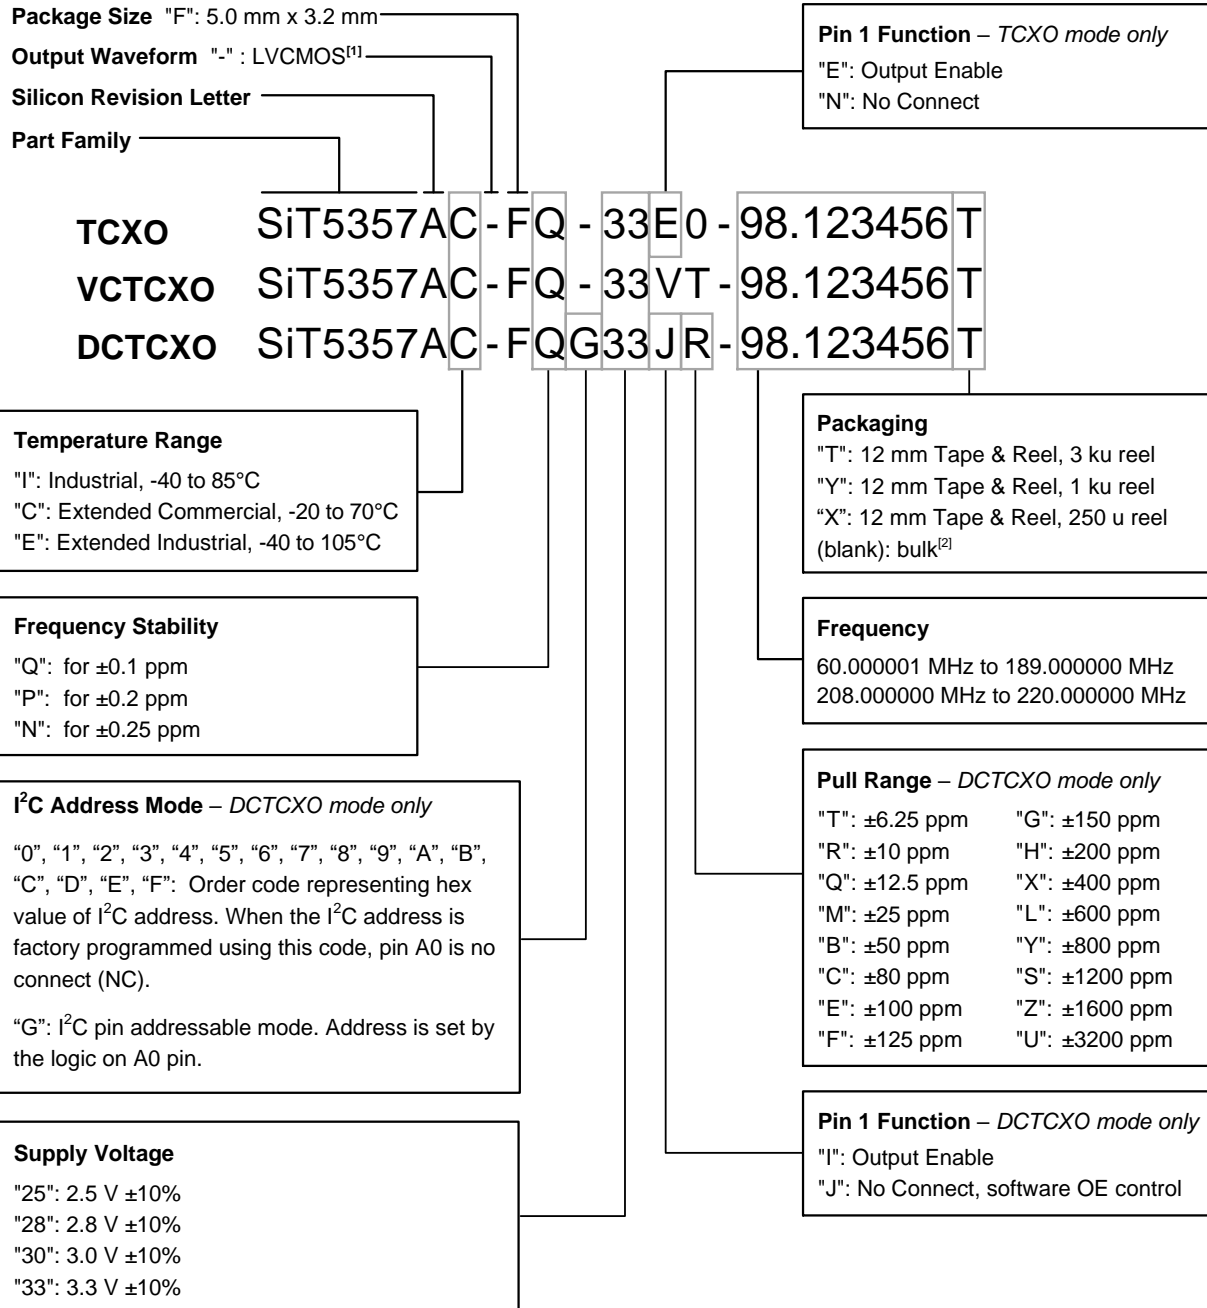 Package Size "F": 5.0 mm x 3.2 mm
Output Waveform "-" : LVCMOS[1]
Silicon Revision Letter
Part Family
Pin 1 Function – TCXO mode only
"E": Output Enable
"N": No Connect
TCXO SiT5357AC-FQ-33E0-98.123456T
VCTCXO SiT5357AC-FQ-33VT-98.123456T
DCTCXO SiT5357AC-FQG33JR-98.123456T
Temperature Range
"I": Industrial, -40 to 85°C
"C": Extended Commercial, -20 to 70°C
"E": Extended Industrial, -40 to 105°C
Frequency Stability
"Q": for ±0.1 ppm
"P": for ±0.2 ppm
"N": for ±0.25 ppm
I2C Address Mode – DCTCXO mode only
“0”, “1”, “2”, “3”, “4”, “5”, “6”, “7”, “8”, “9”, “A”, “B”,
“C”, “D”, “E”, “F”: Order code representing hex
value of I2C address. When the I2C address is
factory programmed using this code, pin A0 is no
connect (NC).
“G”: I2C pin addressable mode. Address is set by
the logic on A0 pin.
Supply Voltage
"25": 2.5 V ±10%
"28": 2.8 V ±10%
"30": 3.0 V ±10%
"33": 3.3 V ±10%
Packaging
"T": 12 mm Tape & Reel, 3 ku reel
"Y": 12 mm Tape & Reel, 1 ku reel
“X”: 12 mm Tape & Reel, 250 u reel
(blank): bulk[2]
Frequency
60.000001 MHz to 189.000000 MHz
208.000000 MHz to 220.000000 MHz
Pull Range – DCTCXO mode only
"T": ±6.25 ppm "G": ±150 ppm
"R": ±10 ppm "H": ±200 ppm
"Q": ±12.5 ppm "X": ±400 ppm
"M": ±25 ppm "L": ±600 ppm
"B": ±50 ppm "Y": ±800 ppm
"C": ±80 ppm "S": ±1200 ppm
"E": ±100 ppm "Z": ±1600 ppm
"F": ±125 ppm "U": ±3200 ppm
Pin 1 Function – DCTCXO mode only
"I": Output Enable
"J": No Connect, software OE control